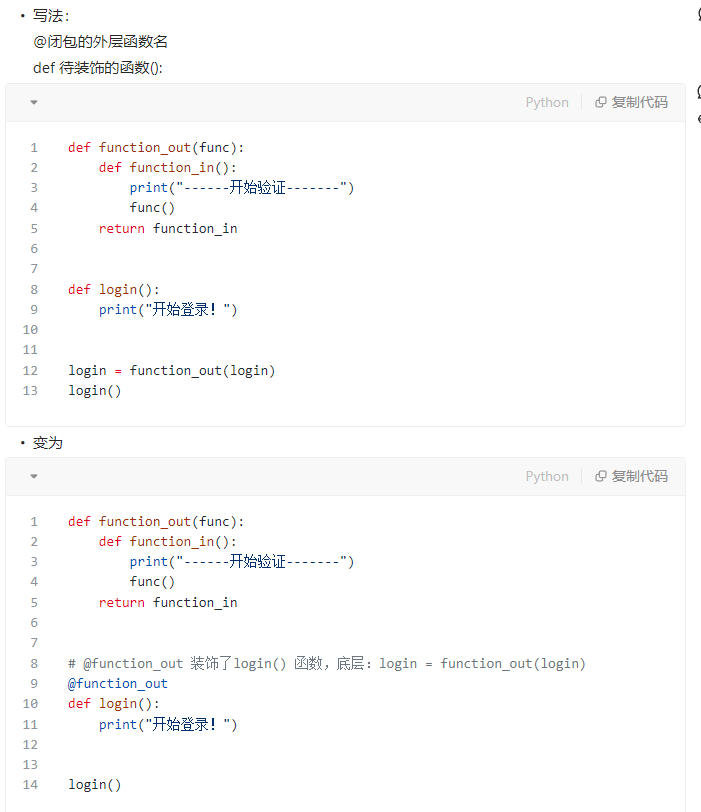 • 写法：
@闭包的外层函数名
def 待装饰的函数():
Python 复制代码
1 def function_out(func):
2     def function_in():
3         print("------开始验证-------")
4         func()
5     return function_in
6
7
8 def login():
9     print("开始登录！")
10
11
12 login = function_out(login)
13 login()
• 变为
Python 复制代码
1 def function_out(func):
2     def function_in():
3         print("------开始验证-------")
4         func()
5     return function_in
6
7
8 # @function_out 装饰了login() 函数，底层：login = function_out(login)
9 @function_out
10 def login():
11     print("开始登录！")
12
13
14 login()